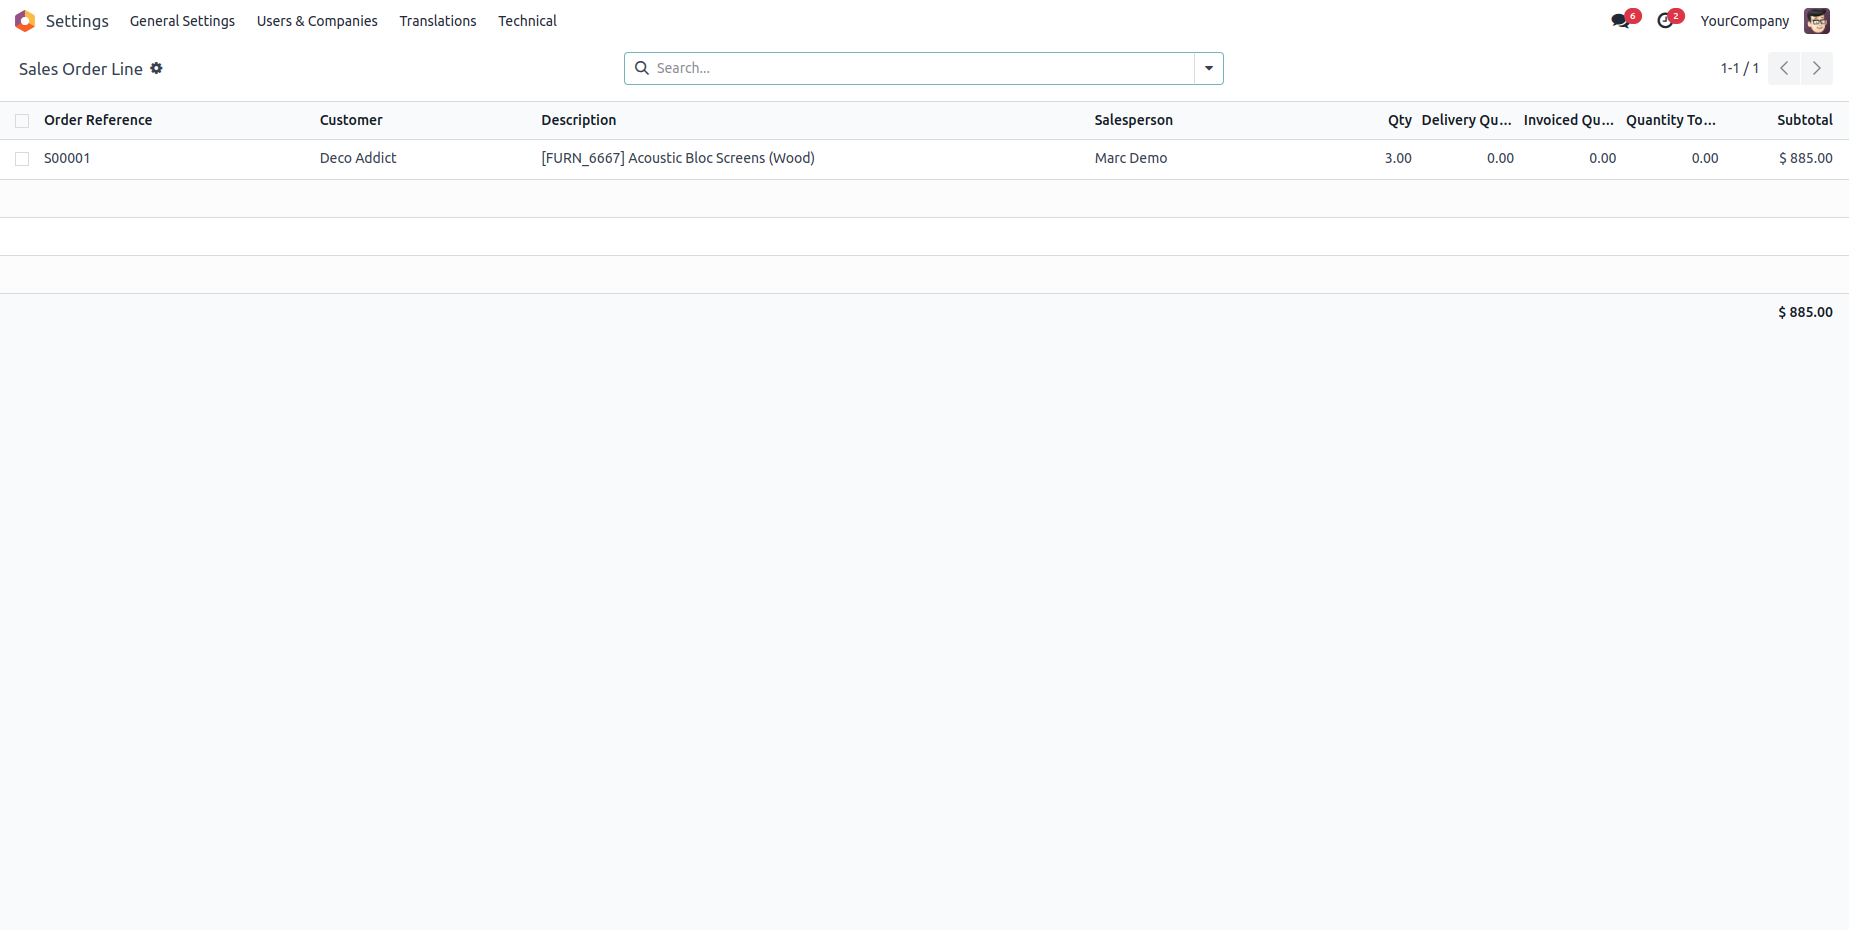 Settings General Settings Users & Companies Translations Technical 6 2 YourCompany
Sales Order Line Search... 1-1 / 1
Order Reference Customer Description Salesperson Qty Delivery Qu... Invoiced Qu... Quantity To... Subtotal
S00001 Deco Addict [FURN_6667] Acoustic Bloc Screens (Wood) Marc Demo 3.00 0.00 0.00 0.00 $ 885.00
$ 885.00